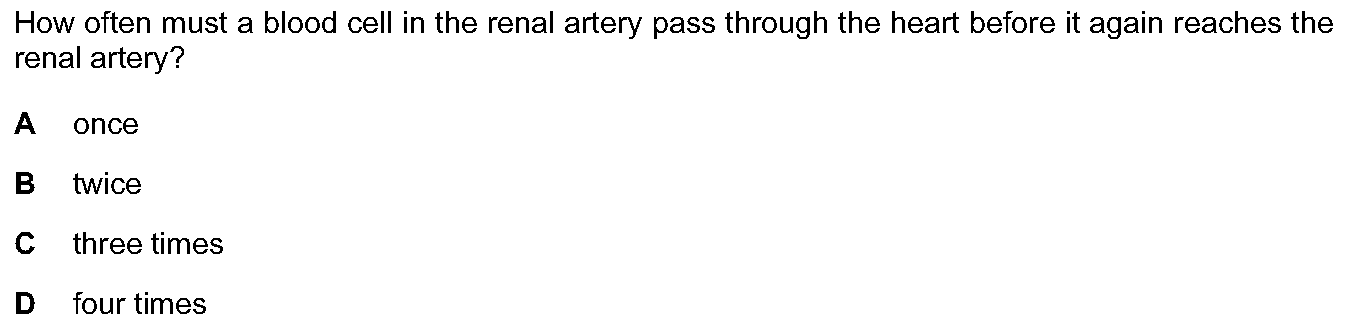 How often must a blood cell in the renal artery pass through the heart before it again reaches the
renal artery?
A once
B twice
C three times
D four times